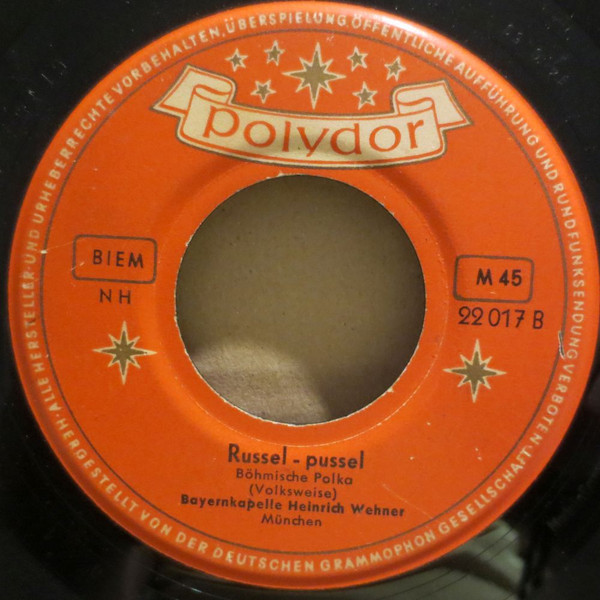 ·ALLE HERSTELLER-UND URHEBERRECHTE VORBEHALTEN, ÜBERSPIELUNG, ÖFFENTLICHE AUFFÜHRUNG UND RUNDFUNKSENDUNG VERBOTEN·
polydor
BIEM
NH
M 45
22 017 B
Russel - pussel
Böhmische Polka
(Volksweise)
Bayernkapelle Heinrich Wehner
München
HERGESTELLT VON DER DEUTSCHEN GRAMMOPHON GESELLSCHAFT·